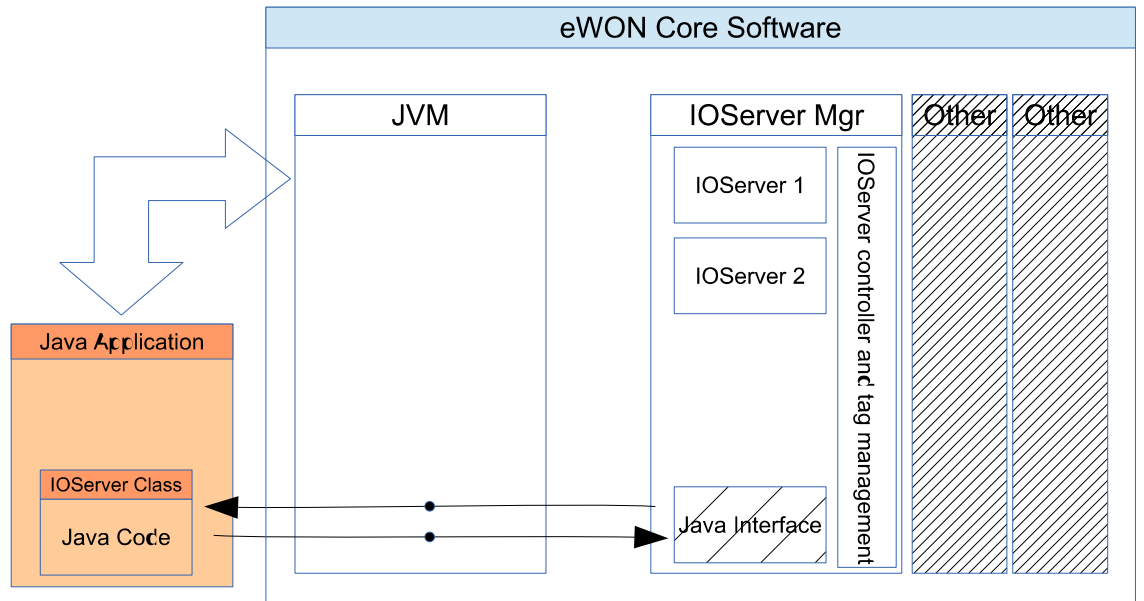 eWON Core Software
JVM
IOServer Mgr
Other
Other
IOServer 1
IOServer 2
IOServer controller and tag management
Java Application
IOServer Class
Java Code
Java Interface